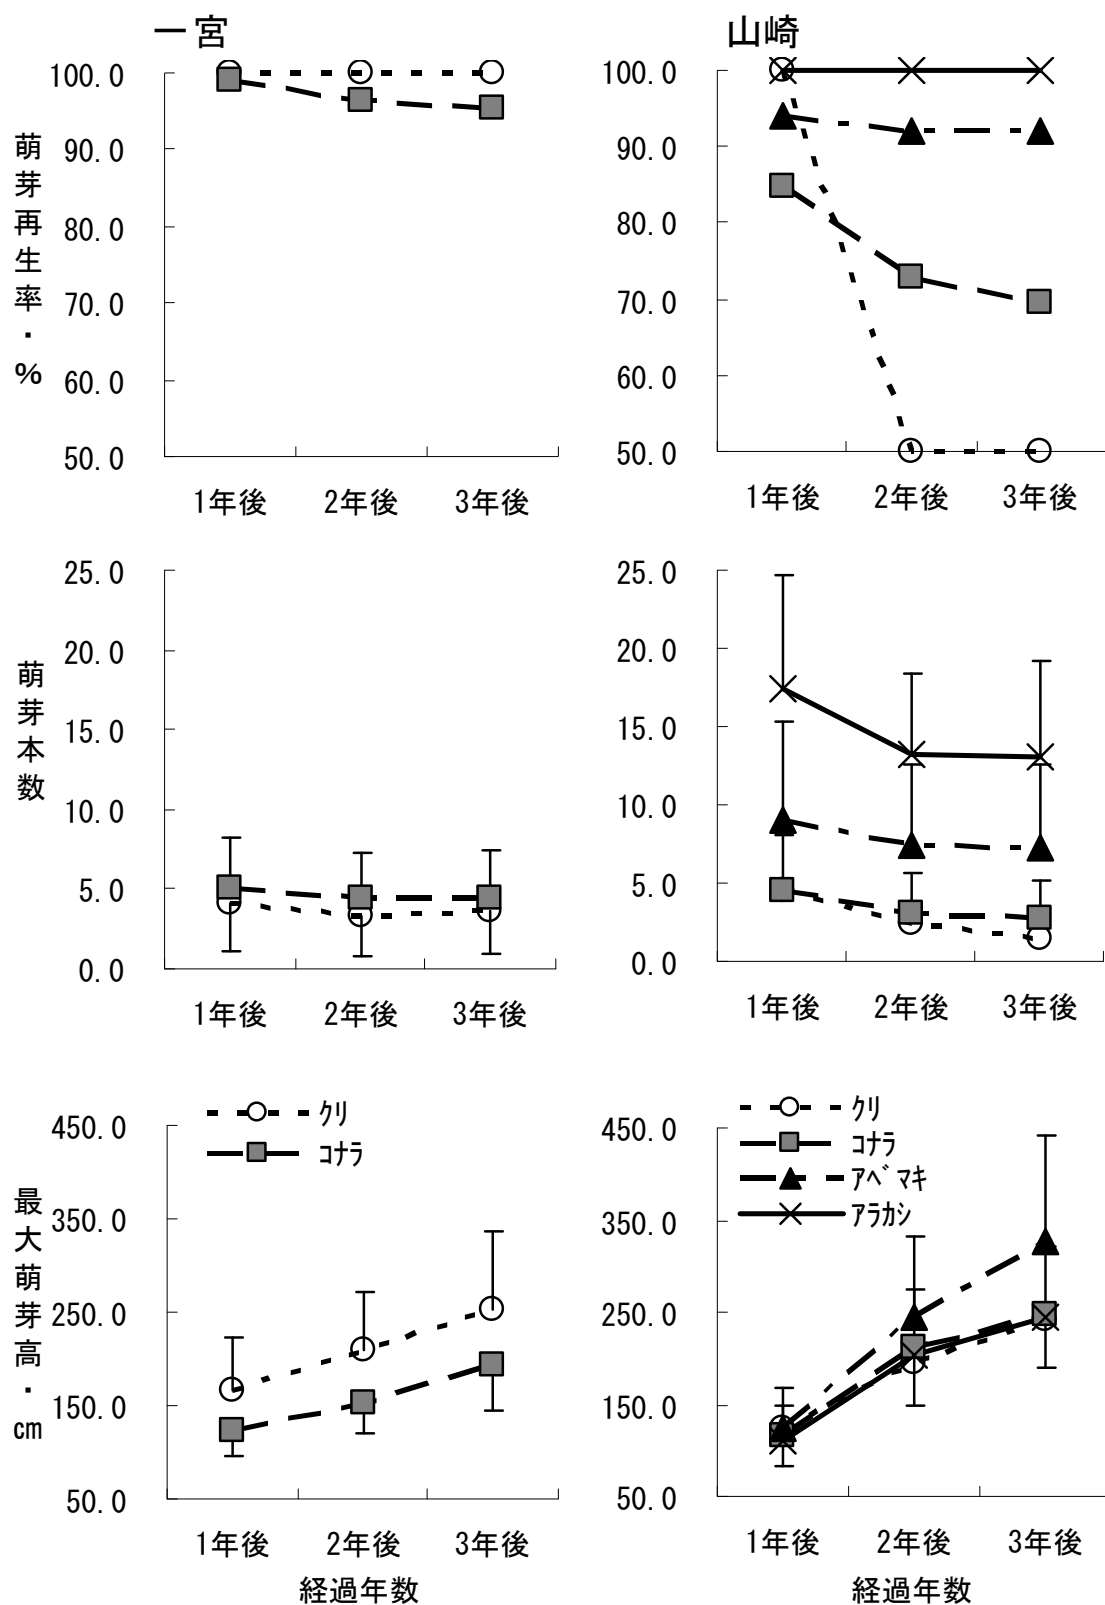 一宮
萌芽再生率・%
100.0
90.0
80.0
70.0
60.0
50.0
1年後 2年後 3年後
山崎
100.0
90.0
80.0
70.0
60.0
50.0
1年後 2年後 3年後
萌芽本数
25.0
20.0
15.0
10.0
5.0
0.0
1年後 2年後 3年後
25.0
20.0
15.0
10.0
5.0
0.0
1年後 2年後 3年後
最大萌芽高・cm
450.0
350.0
250.0
150.0
50.0
ｸﾘ
ｺﾅﾗ
1年後 2年後 3年後
経過年数
450.0
350.0
250.0
150.0
50.0
ｸﾘ
ｺﾅﾗ
ｱﾍﾞﾏｷ
ｱﾗｶｼ
1年後 2年後 3年後
経過年数